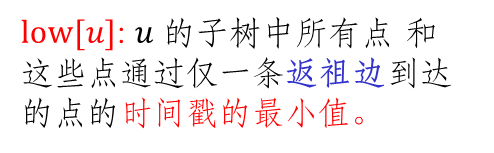 low[u]: u 的子树中所有点 和
这些点通过仅一条返祖边到达
的点的时间戳的最小值。